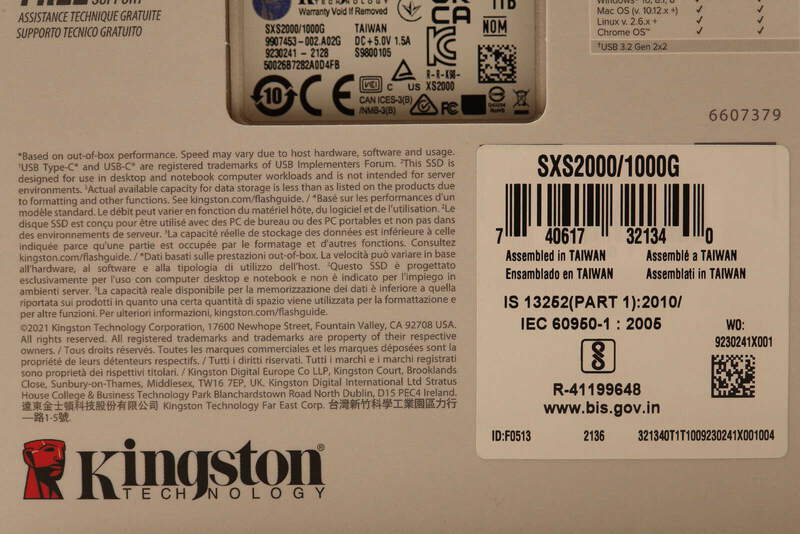 SUPPORT
ASSISTANCE TECHNIQUE GRATUITE
SUPPORTO TECNICO GRATUITO
Warranty Void If Removed
SXS2000/1000G TAIWAN
9907453-002.A02G DC+5.0V 1.5A
9230241 - 2128 S9800105
50026B7282A0D4FB
1TB
NOM
R-R-K98-
XS2000
10
CAN ICES-3(B)
/NMB-3(B)
C US
FC
Mac OS (v. 10.12.x +)
Linux v. 2.6.x +
Chrome OS™
†USB 3.2 Gen 2x2
6607379
*Based on out-of-box performance. Speed may vary due to host hardware, software and usage.
¹USB Type-C® and USB-C® are registered trademarks of USB Implementers Forum. ²This SSD is
designed for use in desktop and notebook computer workloads and is not intended for server
environments. ³Actual available capacity for data storage is less than as listed on the products due
to formatting and other functions. See kingston.com/flashguide. / *Basé sur les performances d'un
modèle standard. Le débit peut varier en fonction du matériel hôte, du logiciel et de l'utilisation. ²Le
disque SSD est conçu pour être utilisé avec des PC de bureau ou des PC portables et non pas dans
des environnements de serveur. ³La capacité réelle de stockage des données est inférieure à celle
indiquée parce qu'une partie est occupée par le formatage et d'autres fonctions. Consultez
kingston.com/flashguide. / *Dati basati sulle prestazioni out-of-box. La velocità può variare in base
all'hardware, al software e alla tipologia di utilizzo dell'host. ²Questo SSD è progettato
esclusivamente per l'uso con computer desktop e notebook e non è indicato per l'impiego in
ambienti server. ³La capacità reale disponibile per la memorizzazione dei dati è inferiore a quella
riportata sui prodotti in quanto una certa quantità di spazio viene utilizzata per la formattazione e
per altre funzioni. Per ulteriori informazioni, kingston.com/flashguide.
©2021 Kingston Technology Corporation, 17600 Newhope Street, Fountain Valley, CA 92708 USA.
All rights reserved. All registered trademarks and trademarks are property of their respective
owners. / Tous droits réservés. Toutes les marques commerciales et les marques déposées sont la
propriété de leurs détenteurs respectifs. / Tutti i diritti riservati. Tutti i marchi e i marchi registrati
sono proprietà dei rispettivi titolari. / Kingston Digital Europe Co LLP, Kingston Court, Brooklands
Close, Sunbury-on-Thames, Middlesex, TW16 7EP, UK. Kingston Digital International Ltd Stratus
House College & Business Technology Park Blanchardstown Road North Dublin, D15 PEC4 Ireland.
遠東金士頓科技股份有限公司 Kingston Technology Far East Corp. 台灣新竹科學工業園區力行
一路1-5號.
Kingston®
TECHNOLOGY
SXS2000/1000G
7 40617 32134 0
Assembled in TAIWAN Assemblé a TAIWAN
Ensamblado en TAIWAN Assemblati in TAIWAN
IS 13252(PART 1):2010/
IEC 60950-1 : 2005
WO:
9230241X001
R-41199648
www.bis.gov.in
ID:F0513 2136 321340T1T1009230241X001004